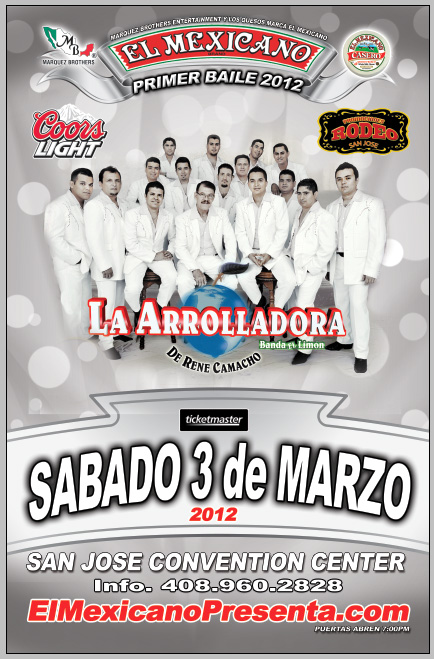 MARQUEZ BROTHERS ENTERTAINMENT Y LOS QUESOS MARCA EL MEXICANO
EL MEXICANO
PRIMER BAILE 2012
MB
MARQUEZ BROTHERS
Coors
LIGHT
RODEO
SAN JOSE
LA ARROLLADORA
Banda El Limon
DE RENE CAMACHO
ticketmaster
SABADO 3 de MARZO
2012
SAN JOSE CONVENTION CENTER
Info. 408.960.2828
ElMexicanoPresenta.com
PUERTAS ABREN 7:00PM